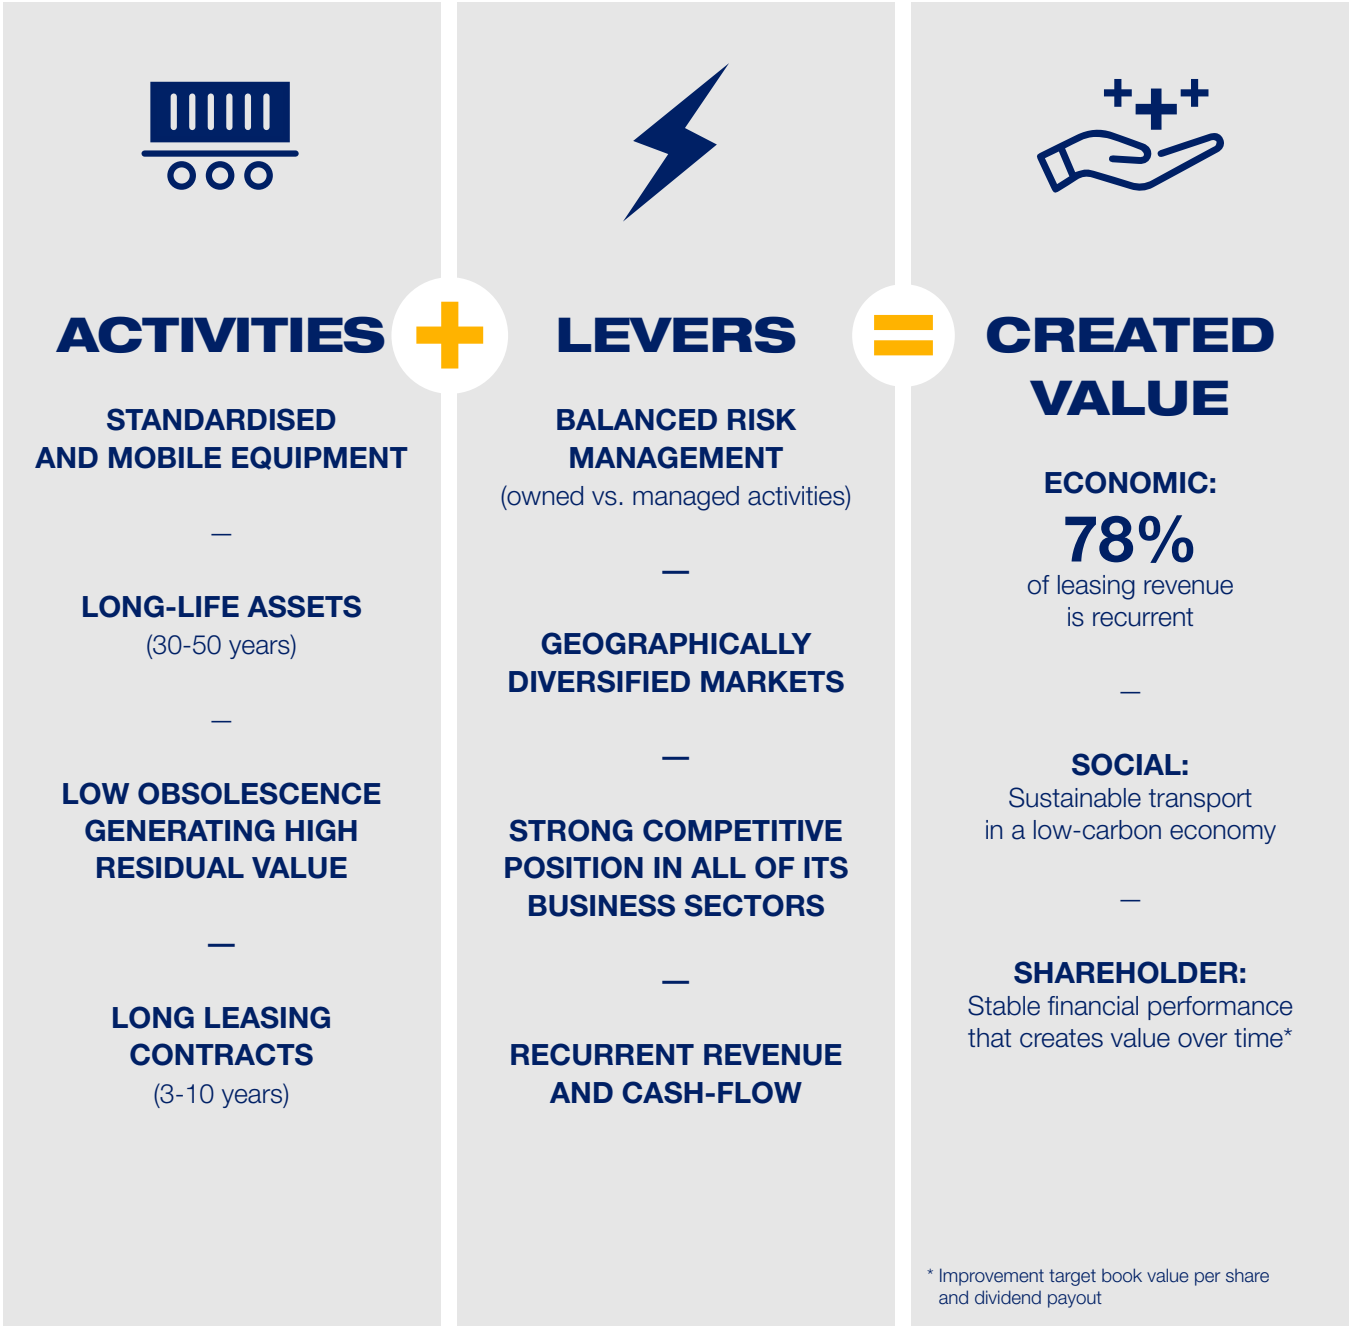 ACTIVITIES
STANDARDISED
AND MOBILE EQUIPMENT
—
LONG-LIFE ASSETS
(30-50 years)
—
LOW OBSOLESCENCE
GENERATING HIGH
RESIDUAL VALUE
—
LONG LEASING
CONTRACTS
(3-10 years)
+
LEVERS
BALANCED RISK
MANAGEMENT
(owned vs. managed activities)
—
GEOGRAPHICALLY
DIVERSIFIED MARKETS
—
STRONG COMPETITIVE
POSITION IN ALL OF ITS
BUSINESS SECTORS
—
RECURRENT REVENUE
AND CASH-FLOW
=
CREATED
VALUE
ECONOMIC:
78%
of leasing revenue
is recurrent
—
SOCIAL:
Sustainable transport
in a low-carbon economy
—
SHAREHOLDER:
Stable financial performance
that creates value over time*
* Improvement target book value per share
and dividend payout